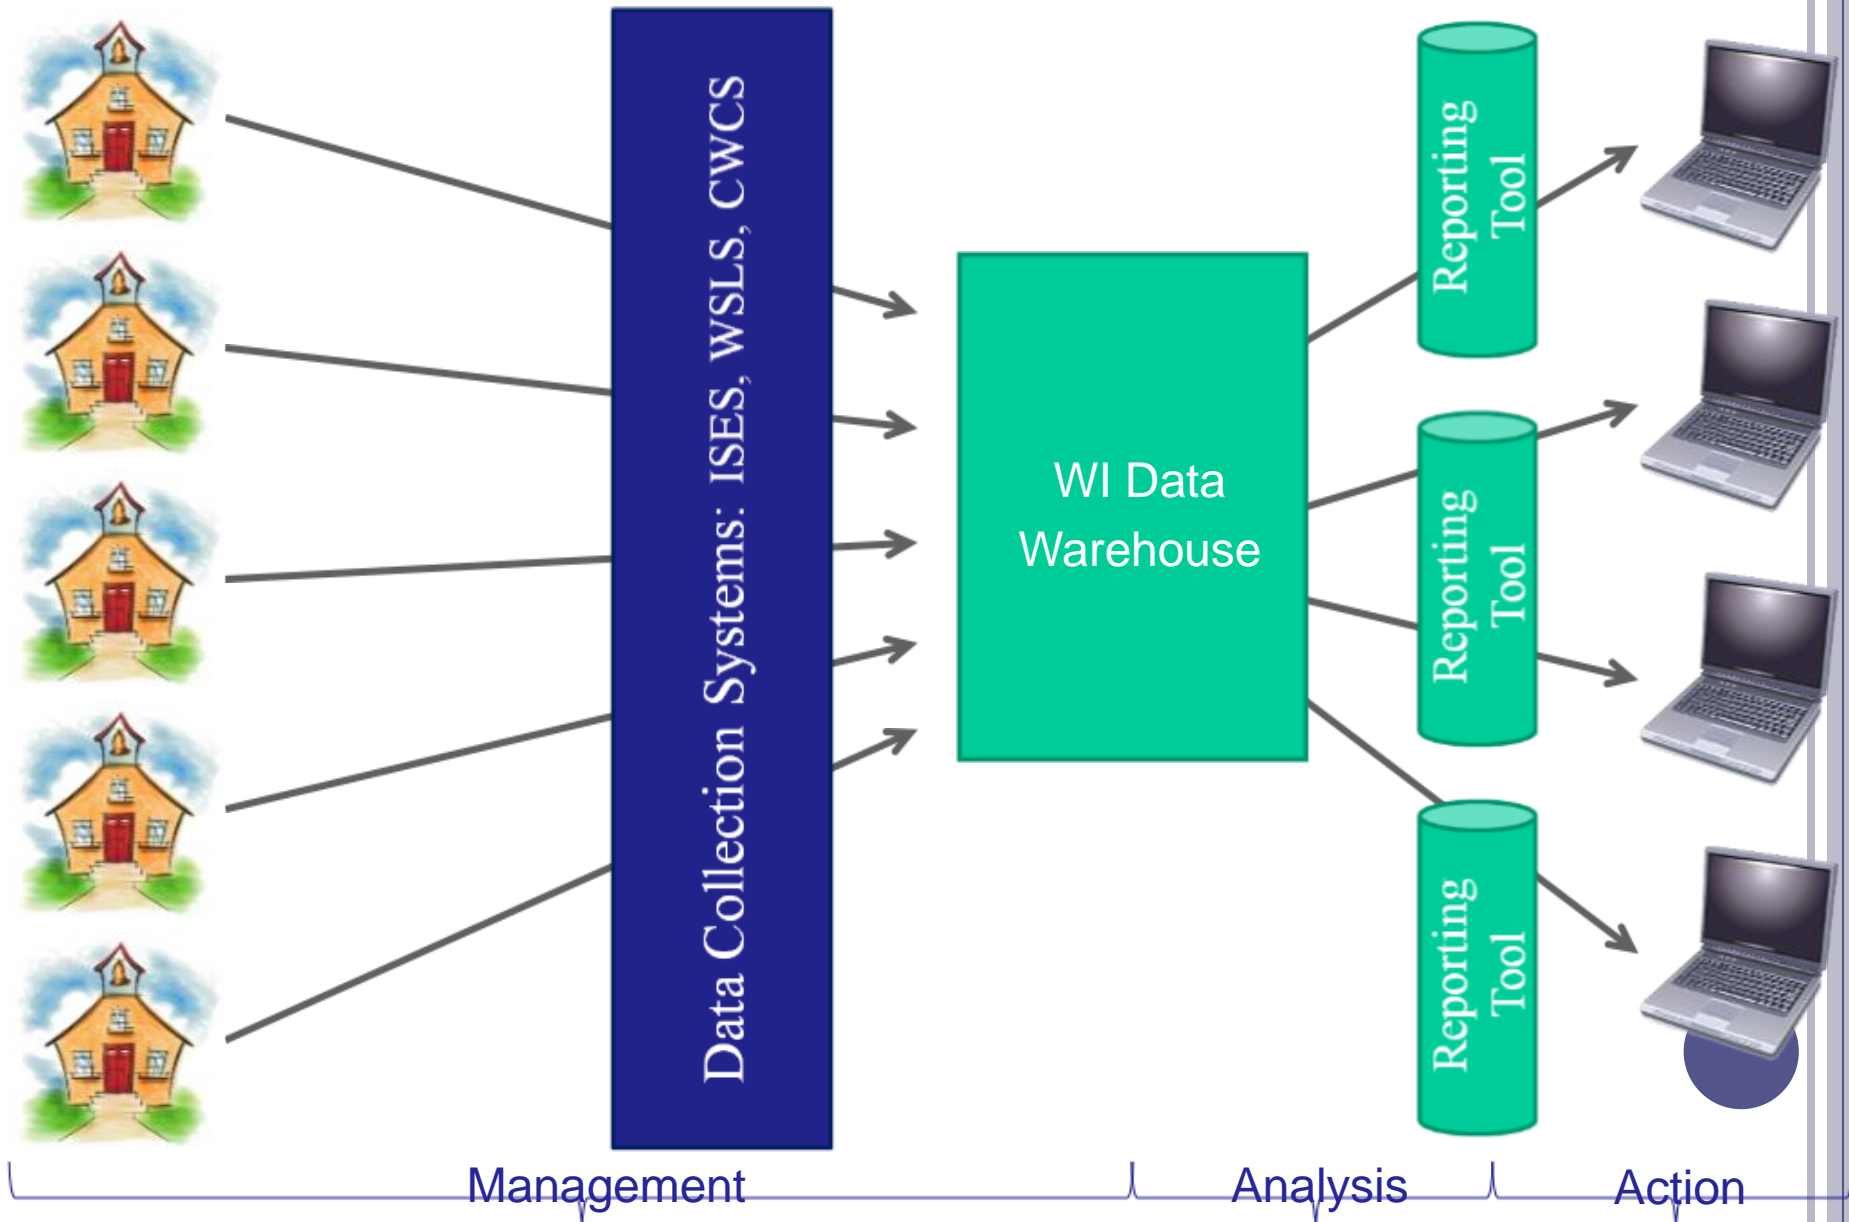 Data Collection Systems: ISES, WSLS, CWCS
WI Data
Warehouse
Reporting
Tool
Reporting
Tool
Reporting
Tool
Management
Analysis
Action